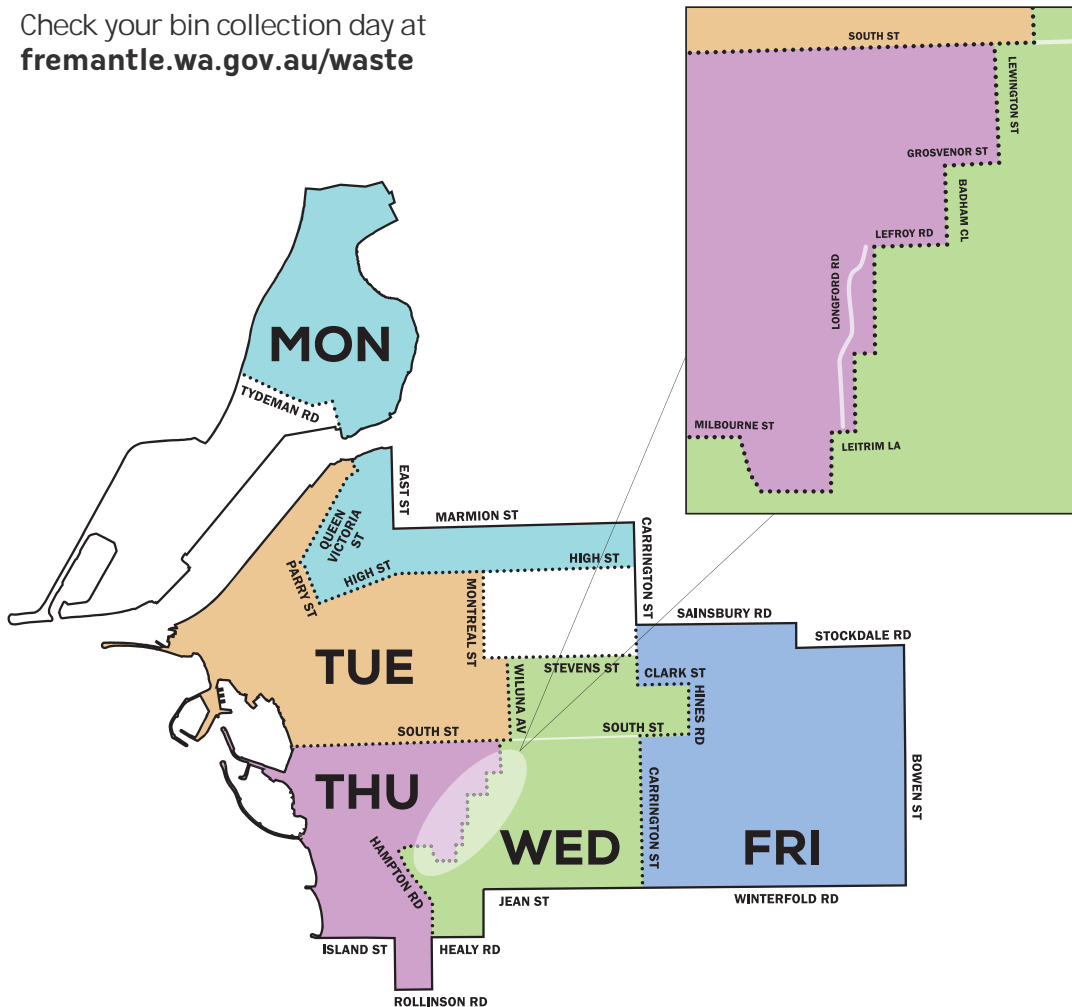 Check your bin collection day at
fremantle.wa.gov.au/waste
SOUTH ST
LEWINGTON ST
GROSVENOR ST
BADHAM CL
LEFROY RD
LONGFORD RD
MILBOURNE ST
LEITRIM LA
MON
TYDEMAN RD
EAST ST
MARMION ST
QUEEN
VICTORIA
ST
CARRINGTON ST
HIGH ST
HIGH ST
PARRY ST
MONTREAL ST
SAINSBURY RD
STOCKDALE RD
TUE
STEVENS ST
CLARK ST
WILUNA AV
HINES RD
SOUTH ST
SOUTH ST
THU
BOWEN ST
WED
FRI
CARRINGTON ST
HAMPTON RD
JEAN ST
WINTERFOLD RD
ISLAND ST
HEALY RD
ROLLINSON RD